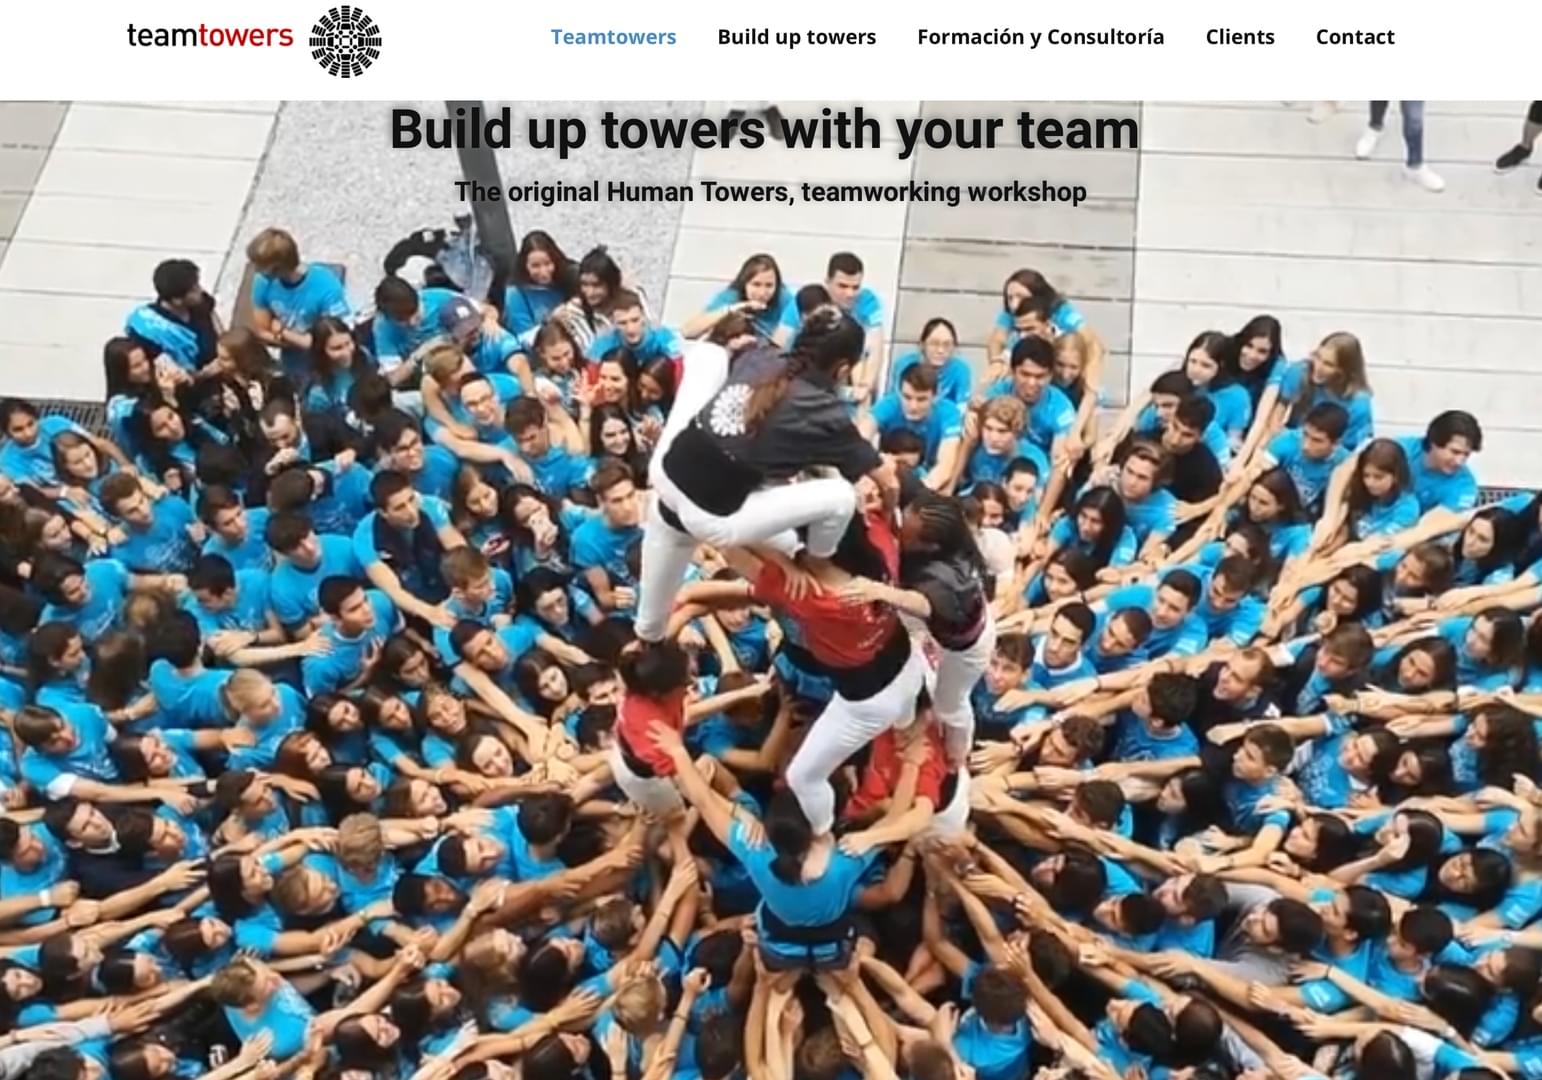 teamtowers
Teamtowers
Build up towers
Formación y Consultoría
Clients
Contact
Build up towers with your team
The original Human Towers, teamworking workshop